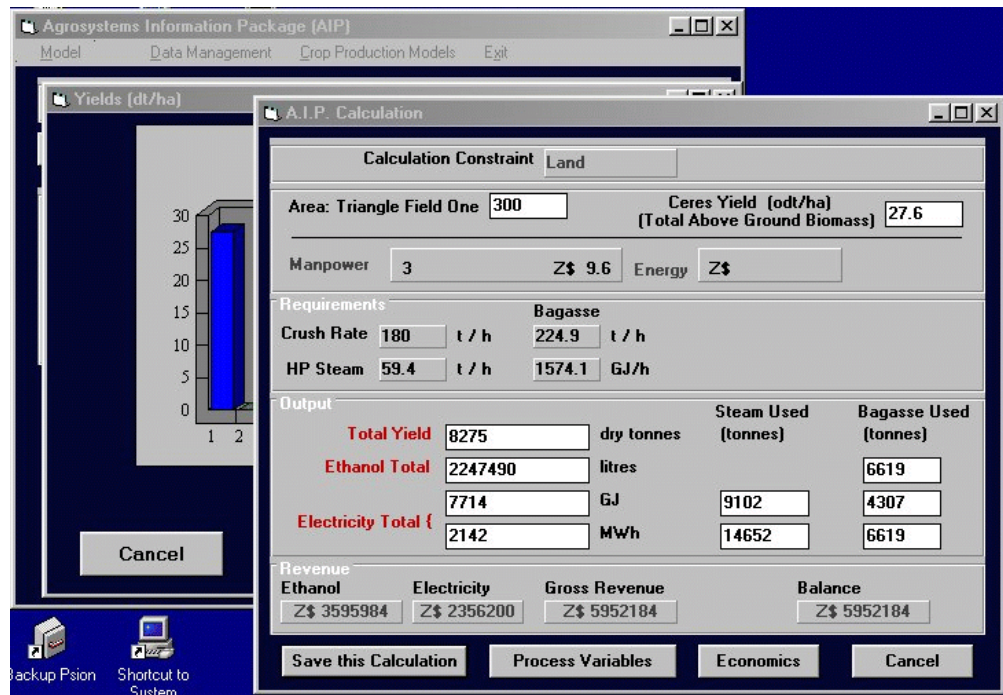 Agrosystems Information Package (AIP)
Model Data Management Crop Production Models Exit
Yields (dt/ha)
30
25
20
15
10
5
0
1 2
Cancel
A.I.P. Calculation
Calculation Constraint Land
Area: Triangle Field One 300
Ceres Yield (odt/ha)
(Total Above Ground Biomass) 27.6
Manpower 3 Z$ 9.6 Energy Z$
Requirements
Bagasse
Crush Rate 180 t / h 224.9 t / h
HP Steam 59.4 t / h 1574.1 GJ/h
Output
Steam Used Bagasse Used
(tonnes) (tonnes)
Total Yield 8275 dry tonnes
Ethanol Total 2247490 litres 6619
7714 GJ 9102 4307
Electricity Total {
2142 MWh 14652 6619
Revenue
Ethanol Electricity Gross Revenue Balance
Z$ 3595984 Z$ 2356200 Z$ 5952184 Z$ 5952184
Save this Calculation Process Variables Economics Cancel
Backup Psion
Shortcut to
System